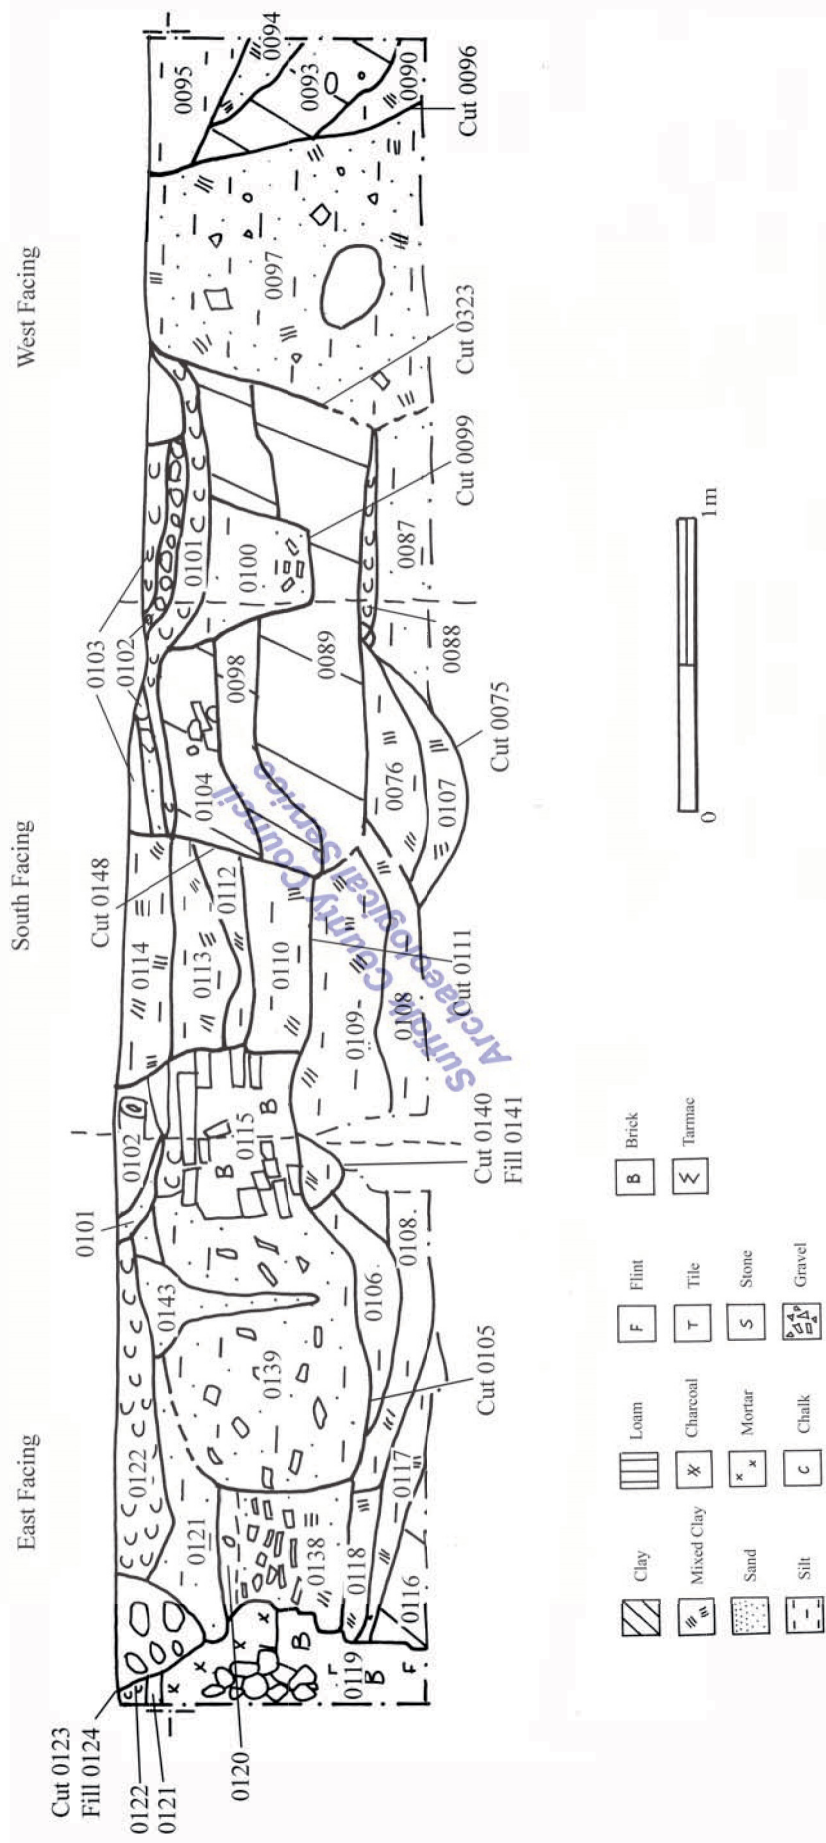 East Facing
South Facing
West Facing
Cut 0123
Fill 0124
0122
0121
0120
0122
0143
0101
0102
0121
0139
0138
0118
0117
0116
0119
B
B
Cut 0105
0106
0108
0115
B
B
Cut 0140
Fill 0141
Cut 0148
0114
0113
0112
0110
0109
0108
Cut 0111
0103
0102
0104
0098
0089
0076
0107
Cut 0075
0101
0100
0088
0087
Cut 0099
Cut 0323
0097
0095
0094
0093
0090
Cut 0096
Suffolk County Council
Archaeological Service
0 1m
Clay
Loam
F Flint
B Brick
Mixed Clay
Charcoal
T Tile
Tarmac
Sand
Mortar
S Stone
Silt
C Chalk
Gravel